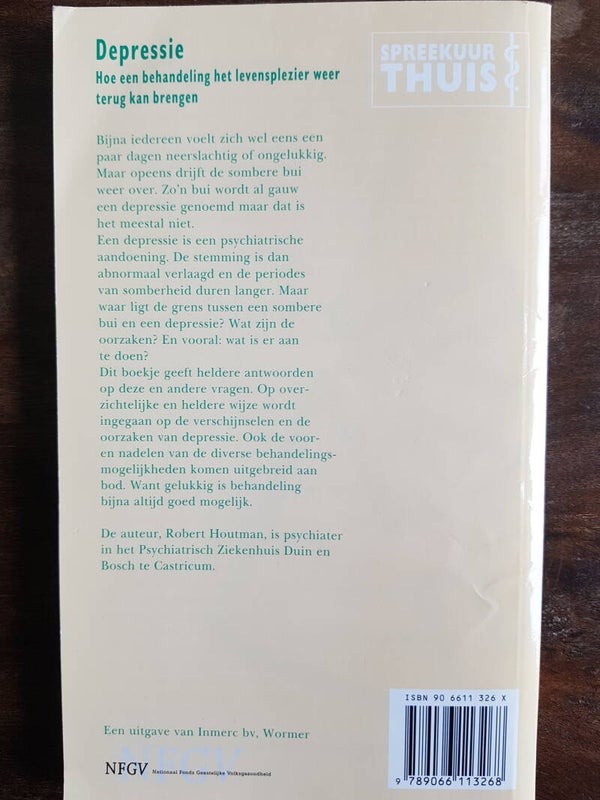 Depressie
Hoe een behandeling het levensplezier weer
terug kan brengen
SPREEKUUR
THUIS
Bijna iedereen voelt zich wel eens een
paar dagen neerslachtig of ongelukkig.
Maar opeens drijft de sombere bui
weer over. Zo'n bui wordt al gauw
een depressie genoemd maar dat is
het meestal niet.
Een depressie is een psychiatrische
aandoening. De stemming is dan
abnormaal verlaagd en de periodes
van somberheid duren langer. Maar
waar ligt de grens tussen een sombere
bui en een depressie? Wat zijn de
oorzaken? En vooral: wat is er aan
te doen?
Dit boekje geeft heldere antwoorden
op deze en andere vragen. Op over-
zichtelijke en heldere wijze wordt
ingegaan op de verschijnselen en de
oorzaken van depressie. Ook de voor-
en nadelen van de diverse behandelings-
mogelijkheden komen uitgebreid aan
bod. Want gelukkig is behandeling
bijna altijd goed mogelijk.
De auteur, Robert Houtman, is psychiater
in het Psychiatrisch Ziekenhuis Duin en
Bosch te Castricum.
Een uitgave van Inmerc bv, Wormer
NFGV
NFGV Nationaal Fonds Geestelijke Volksgezondheid
ISBN 90 6611 326 X
9 789066 113268